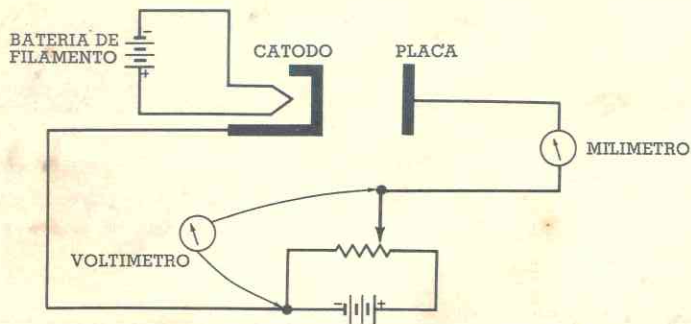 BATERIA DE
FILAMENTO
CATODO
PLACA
MILIMETRO
VOLTIMETRO
- +
- +